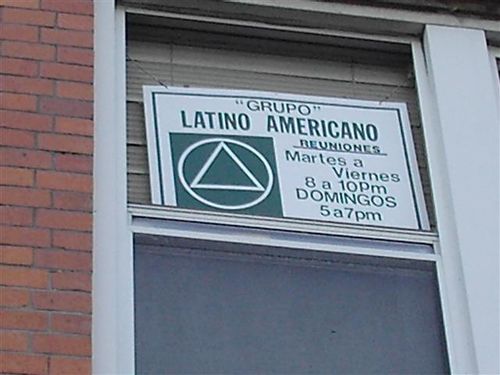 "GRUPO"
LATINO AMERICANO
REUNIONES
Martes a
Viernes
8 a 10Pm
DOMINGOS
5a7pm